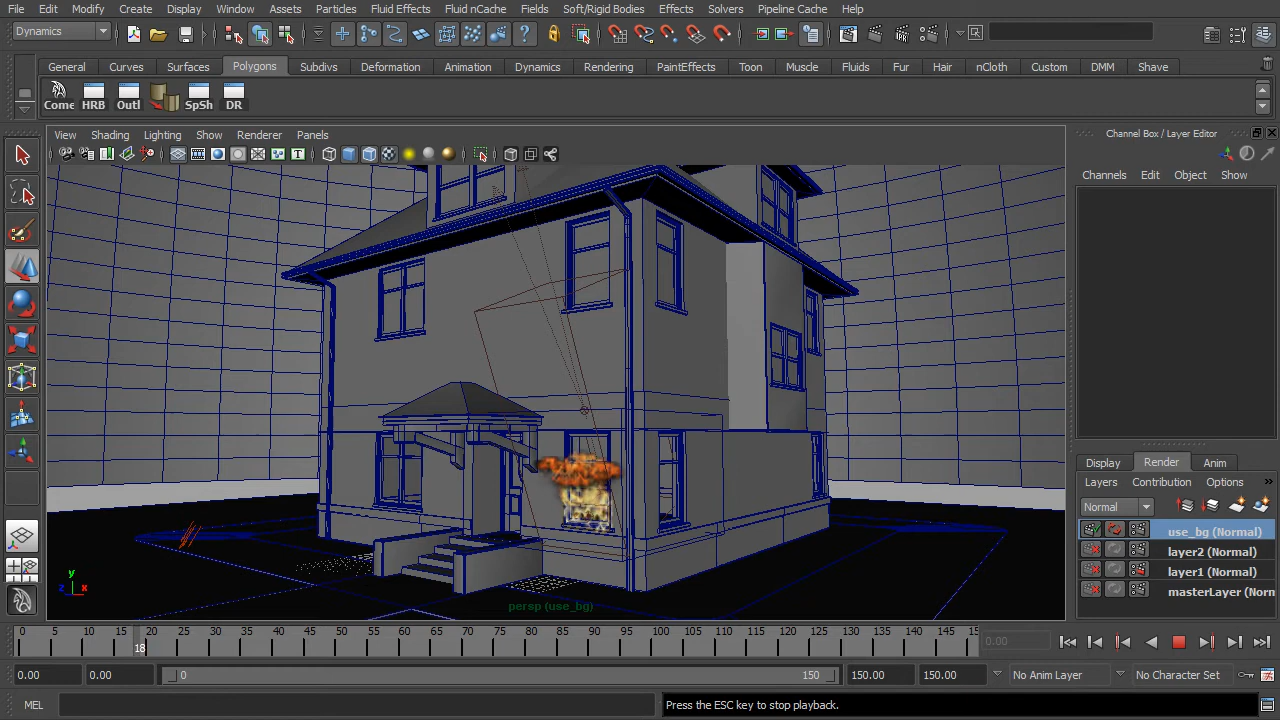 File Edit Modify Create Display Window Assets Particles Fluid Effects Fluid nCache Fields Soft/Rigid Bodies Effects Solvers Pipeline Cache Help
Dynamics
General Curves Surfaces Polygons Subdivs Deformation Animation Dynamics Rendering PaintEffects Toon Muscle Fluids Fur Hair nCloth Custom DMM Shave
Come HRB Outl SpSh DR
View Shading Lighting Show Renderer Panels
Channel Box / Layer Editor
Channels Edit Object Show
Display Render Anim
Layers Contribution Options
Normal
use_bg (Normal)
layer2 (Normal)
layer1 (Normal)
masterLayer (Norn
y
z x
persp (use_bg)
0 5 10 15 20 25 30 35 40 45 50 55 60 65 70 75 80 85 90 95 100 105 110 115 120 125 130 135 140 145 15
18
0.00
0.00 0.00 0 150 150.00 150.00 No Anim Layer No Character Set
MEL Press the ESC key to stop playback.